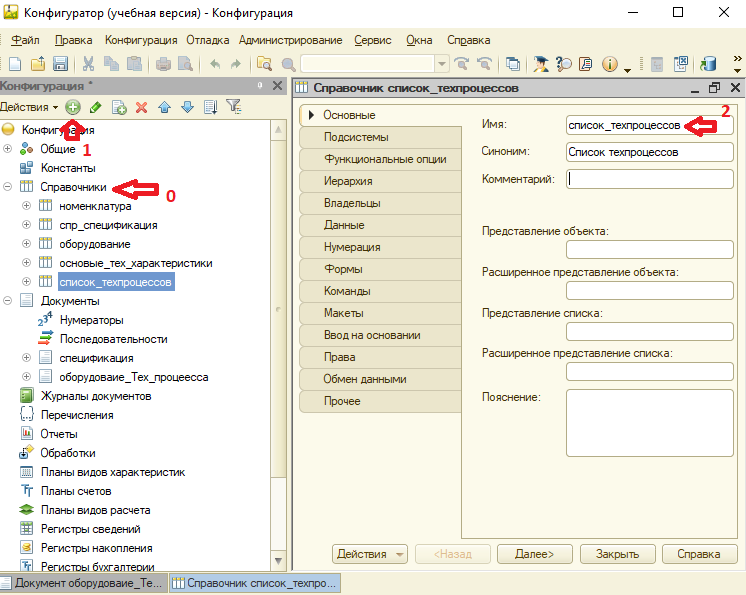 Конфигуратор (учебная версия) - Конфигурация
Файл Правка Конфигурация Отладка Администрирование Сервис Окна Справка
Конфигурация *
Действия
Конфигурация
1
Общие
Константы
Справочники
0
номенклатура
спр_спецификация
оборудование
основые_тех_характеристики
список_техпроцессов
Документы
Нумераторы
Последовательности
спецификация
оборудоваие_Тех_процеесса
Журналы документов
Перечисления
Отчеты
Обработки
Планы видов характеристик
Планы счетов
Планы видов расчета
Регистры сведений
Регистры накопления
Регистры бухгалтерии
Справочник список_техпроцессов
Основные
Подсистемы
Функциональные опции
Иерархия
Владельцы
Данные
Нумерация
Формы
Команды
Макеты
Ввод на основании
Права
Обмен данными
Прочее
Имя: список_техпроцессов
2
Синоним: Список техпроцессов
Комментарий:
Представление объекта:
Расширенное представление объекта:
Представление списка:
Расширенное представление списка:
Пояснение:
Действия <Назад Далее> Закрыть Справка
Документ оборудоваие_Те... Справочник список_техпро...